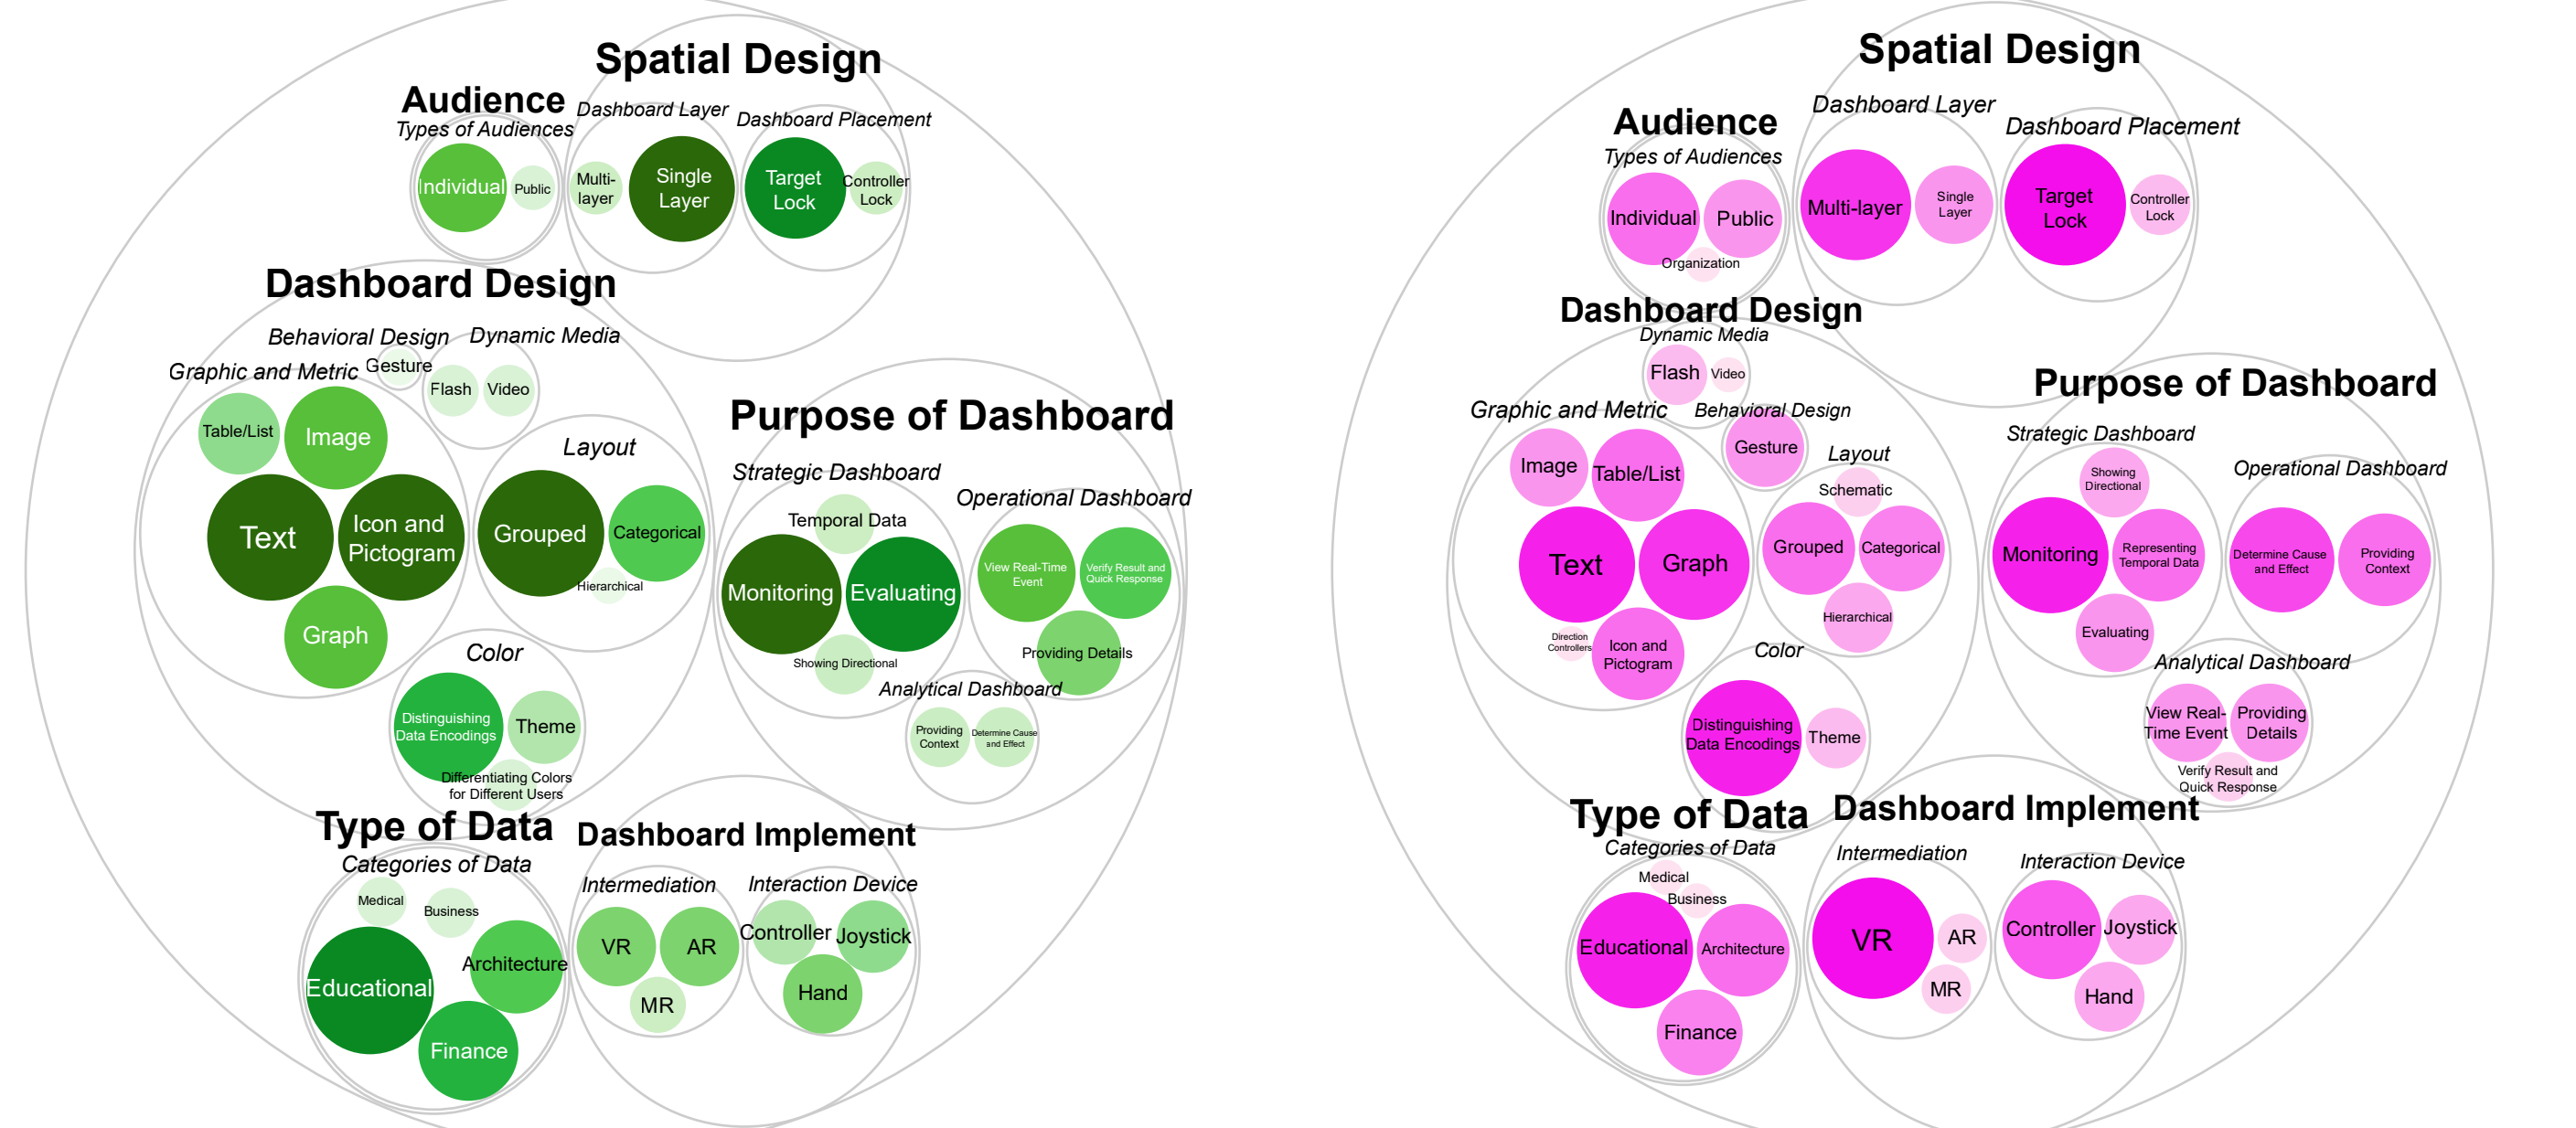 Spatial Design
Audience
Types of Audiences
Dashboard Layer
Dashboard Placement
Individual
Public
Multi-
layer
Single
Layer
Target
Lock
Controller
Lock
Dashboard Design
Behavioral Design
Dynamic Media
Graphic and Metric
Gesture
Flash
Video
Table/List
Image
Text
Icon and
Pictogram
Graph
Layout
Grouped
Categorical
Hierarchical
Color
Distinguishing
Data Encodings
Theme
Differentiating Colors
for Different Users
Purpose of Dashboard
Strategic Dashboard
Operational Dashboard
Temporal Data
Monitoring
Evaluating
Showing Directional
View Real-Time
Event
Verify Result and
Quick Response
Providing Details
Analytical Dashboard
Providing
Context
Determine Cause
and Effect
Type of Data
Categories of Data
Medical
Business
Educational
Architecture
Finance
Dashboard Implement
Intermediation
Interaction Device
VR
AR
MR
Controller
Joystick
Hand
Spatial Design
Audience
Types of Audiences
Dashboard Layer
Dashboard Placement
Individual
Public
Organization
Multi-layer
Single
Layer
Target
Lock
Controller
Lock
Dashboard Design
Dynamic Media
Flash
Video
Graphic and Metric
Behavioral Design
Gesture
Image
Table/List
Text
Graph
Direction
Controllers
Icon and
Pictogram
Layout
Schematic
Grouped
Categorical
Hierarchical
Color
Distinguishing
Data Encodings
Theme
Purpose of Dashboard
Strategic Dashboard
Operational Dashboard
Showing
Directional
Monitoring
Representing
Temporal Data
Evaluating
Determine Cause
and Effect
Providing
Context
Analytical Dashboard
View Real-
Time Event
Providing
Details
Verify Result and
Quick Response
Type of Data
Categories of Data
Medical
Business
Educational
Architecture
Finance
Dashboard Implement
Intermediation
Interaction Device
VR
AR
MR
Controller
Joystick
Hand